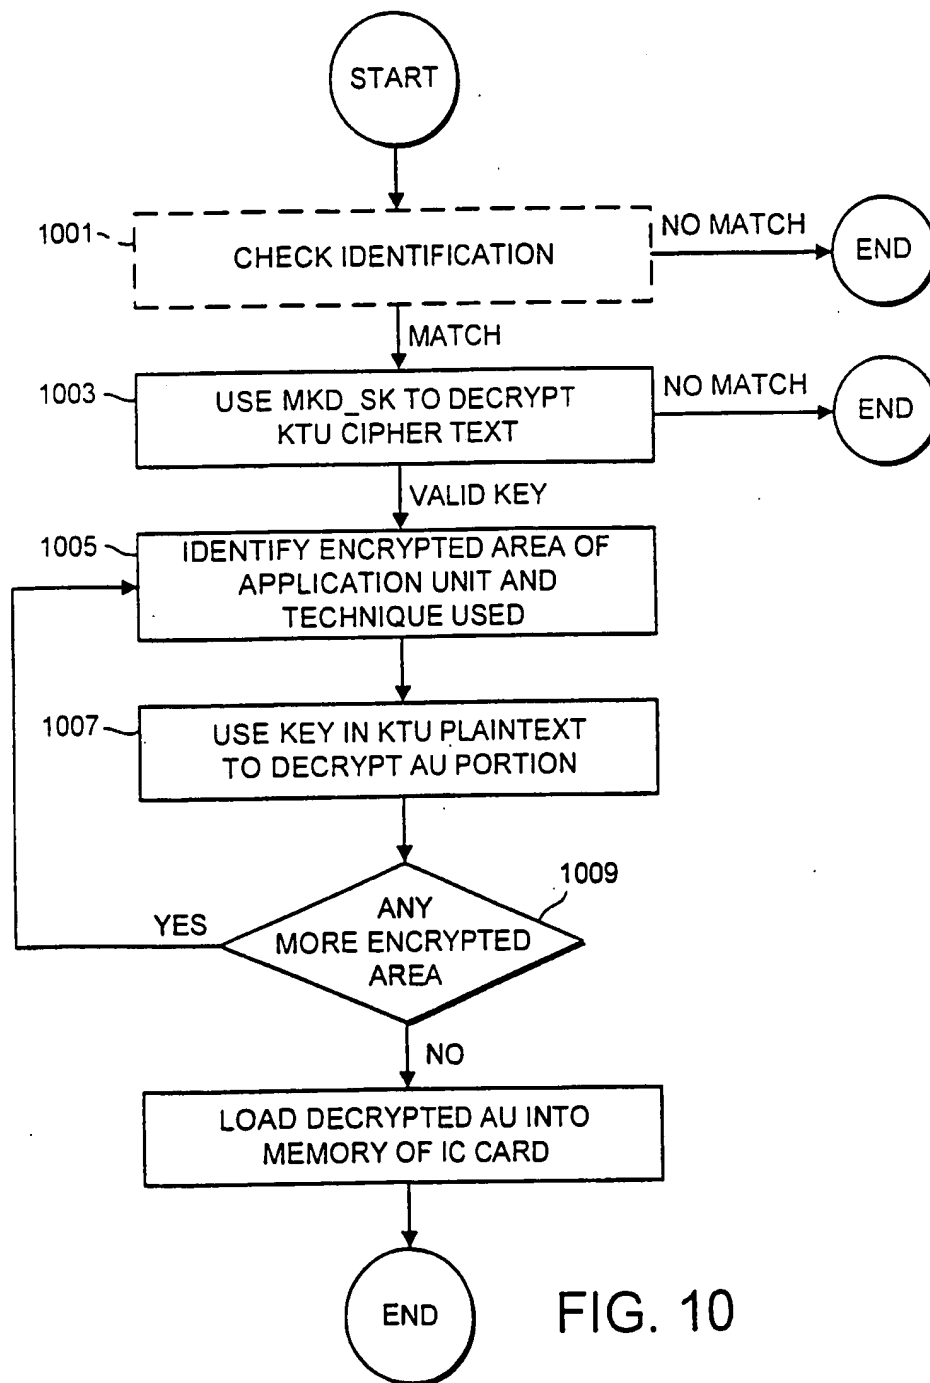 START
1001
CHECK IDENTIFICATION
NO MATCH
END
MATCH
1003
USE MKD_SK TO DECRYPT
KTU CIPHER TEXT
NO MATCH
END
VALID KEY
1005
IDENTIFY ENCRYPTED AREA OF
APPLICATION UNIT AND
TECHNIQUE USED
1007
USE KEY IN KTU PLAINTEXT
TO DECRYPT AU PORTION
1009
ANY
MORE ENCRYPTED
AREA
YES
NO
LOAD DECRYPTED AU INTO
MEMORY OF IC CARD
END
FIG. 10